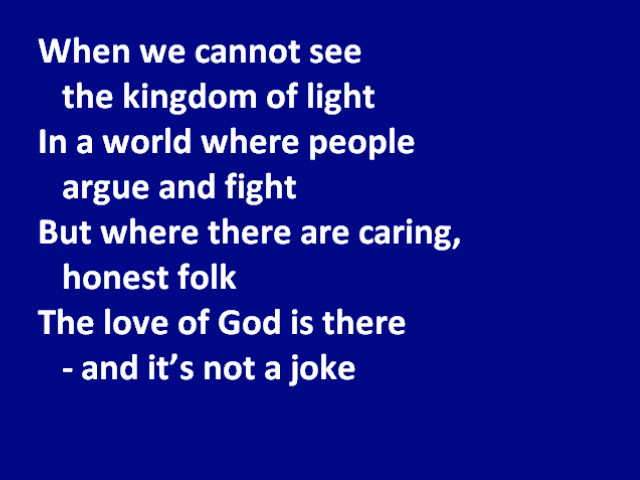 When we cannot see
the kingdom of light
In a world where people
argue and fight
But where there are caring,
honest folk
The love of God is there
- and it’s not a joke